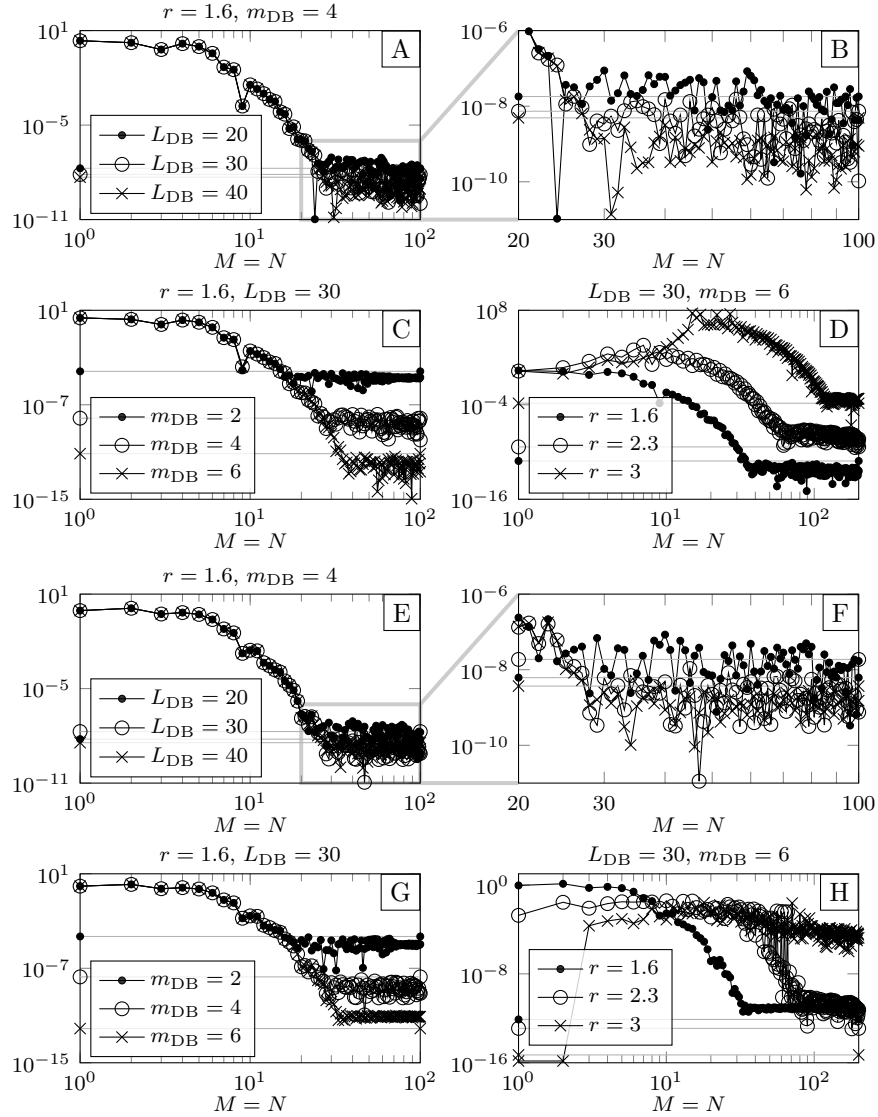 r = 1.6, m_DB = 4
A
10^1
10^−5
10^−11
L_DB = 20
L_DB = 30
L_DB = 40
10^0
10^1
10^2
M = N
B
10^−6
10^−8
10^−10
20
30
100
M = N
r = 1.6, L_DB = 30
C
10^1
10^−7
10^−15
m_DB = 2
m_DB = 4
m_DB = 6
10^0
10^1
10^2
M = N
L_DB = 30, m_DB = 6
D
10^8
10^−4
10^−16
r = 1.6
r = 2.3
r = 3
10^0
10^1
10^2
M = N
r = 1.6, m_DB = 4
E
10^1
10^−5
10^−11
L_DB = 20
L_DB = 30
L_DB = 40
10^0
10^1
10^2
M = N
F
10^−6
10^−8
10^−10
20
30
100
M = N
r = 1.6, L_DB = 30
G
10^1
10^−7
10^−15
m_DB = 2
m_DB = 4
m_DB = 6
10^0
10^1
10^2
M = N
L_DB = 30, m_DB = 6
H
10^0
10^−8
10^−16
r = 1.6
r = 2.3
r = 3
10^0
10^1
10^2
M = N